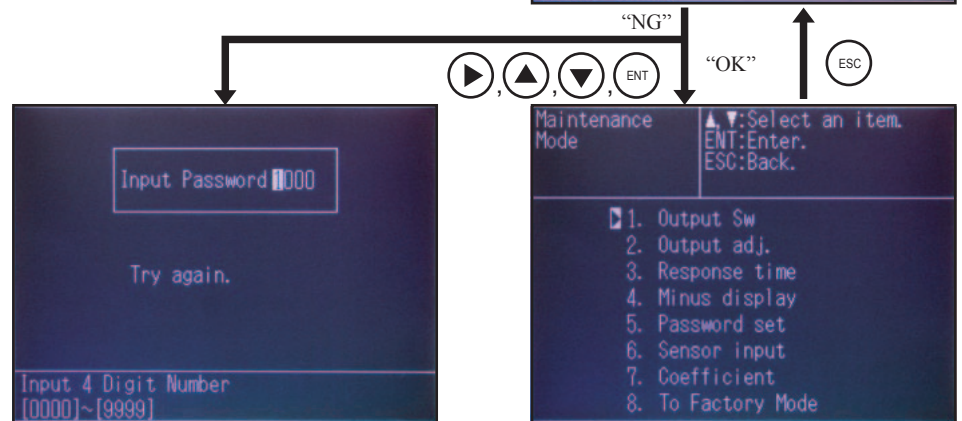 “NG”
“OK”
ESC
, , , ENT
Input Password 1000
Try again.
Input 4 Digit Number
[0000]~[9999]
Maintenance
Mode
▲,▼:Select an item.
ENT:Enter.
ESC:Back.
1. Output Sw
2. Output adj.
3. Response time
4. Minus display
5. Password set
6. Sensor input
7. Coefficient
8. To Factory Mode